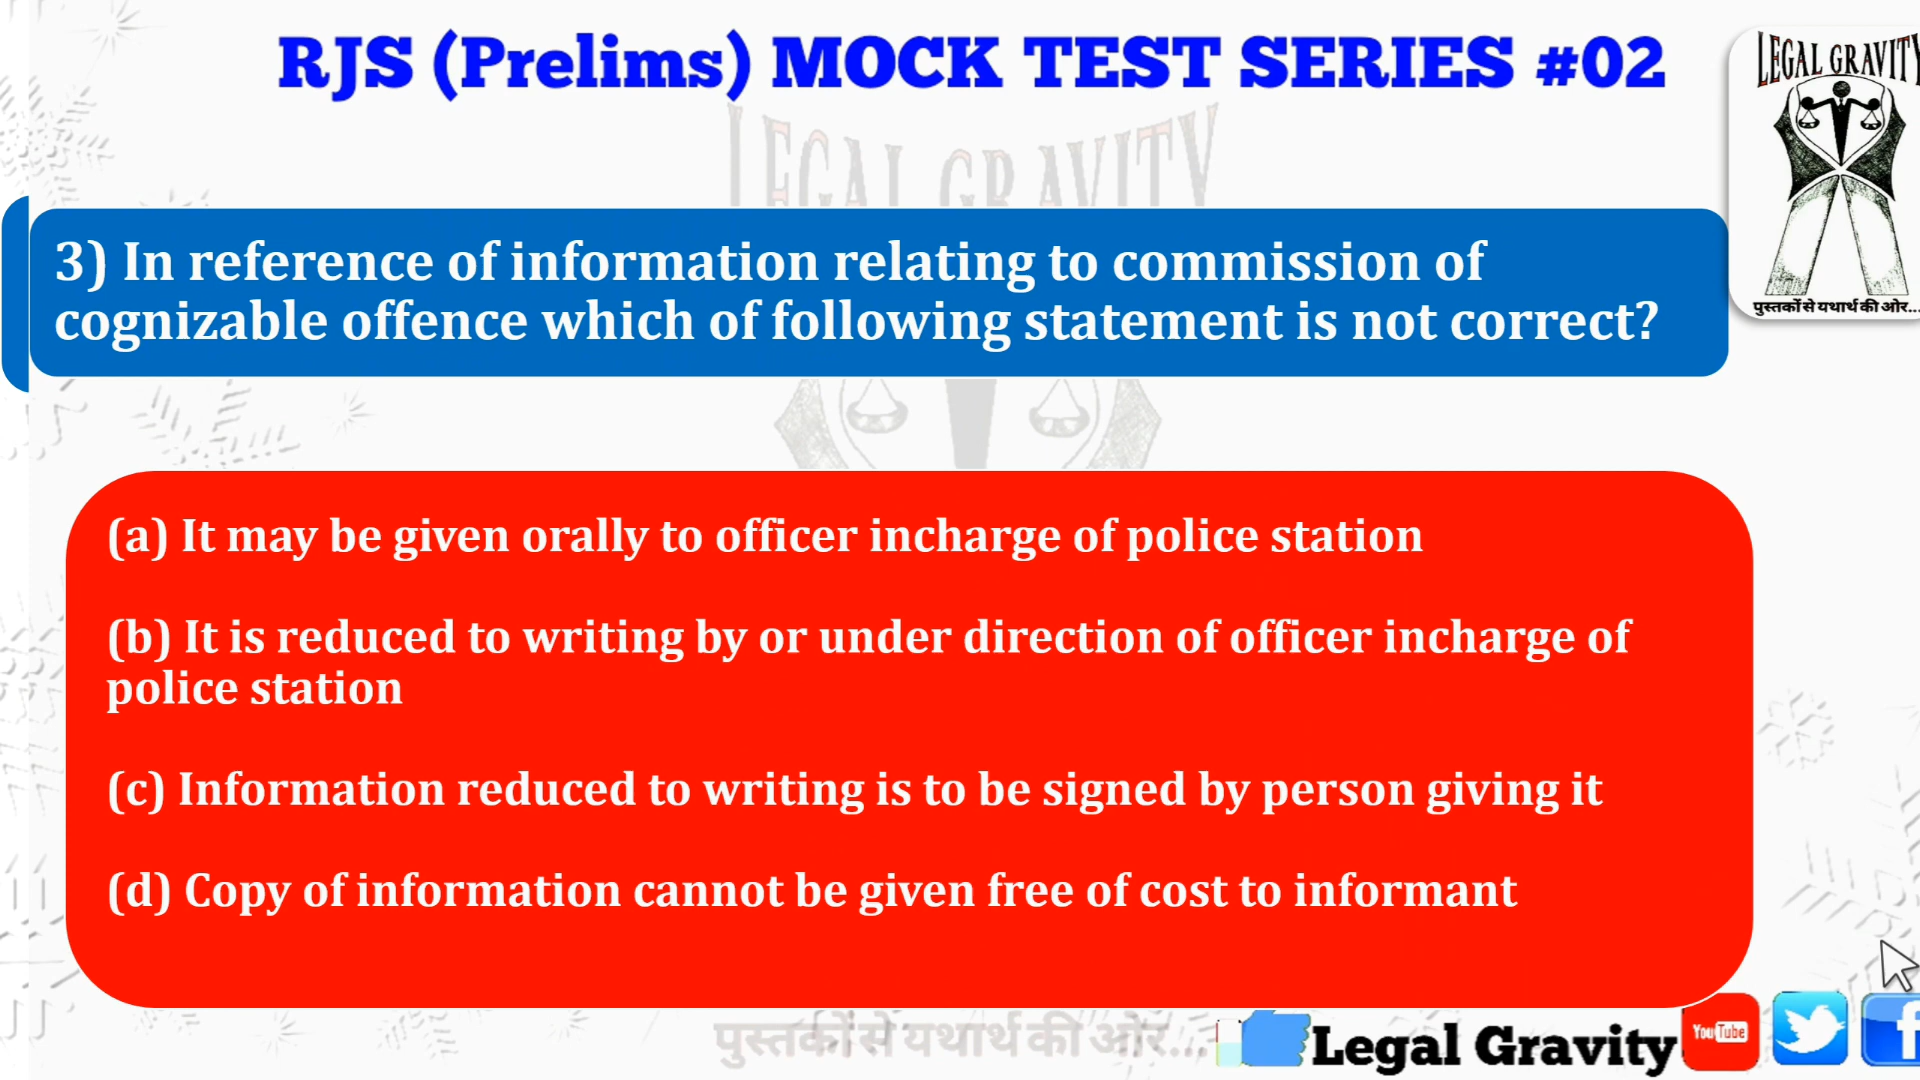 RJS (Prelims) MOCK TEST SERIES #02
LEGAL GRAVITY
LEGAL GRAVITY
3) In reference of information relating to commission of
cognizable offence which of following statement is not correct?
पुस्तकों से यथार्थ की ओर...
(a) It may be given orally to officer incharge of police station
(b) It is reduced to writing by or under direction of officer incharge of
police station
(c) Information reduced to writing is to be signed by person giving it
(d) Copy of information cannot be given free of cost to informant
पुस्तकों से यथार्थ की ओर...
Legal Gravity
YouTube